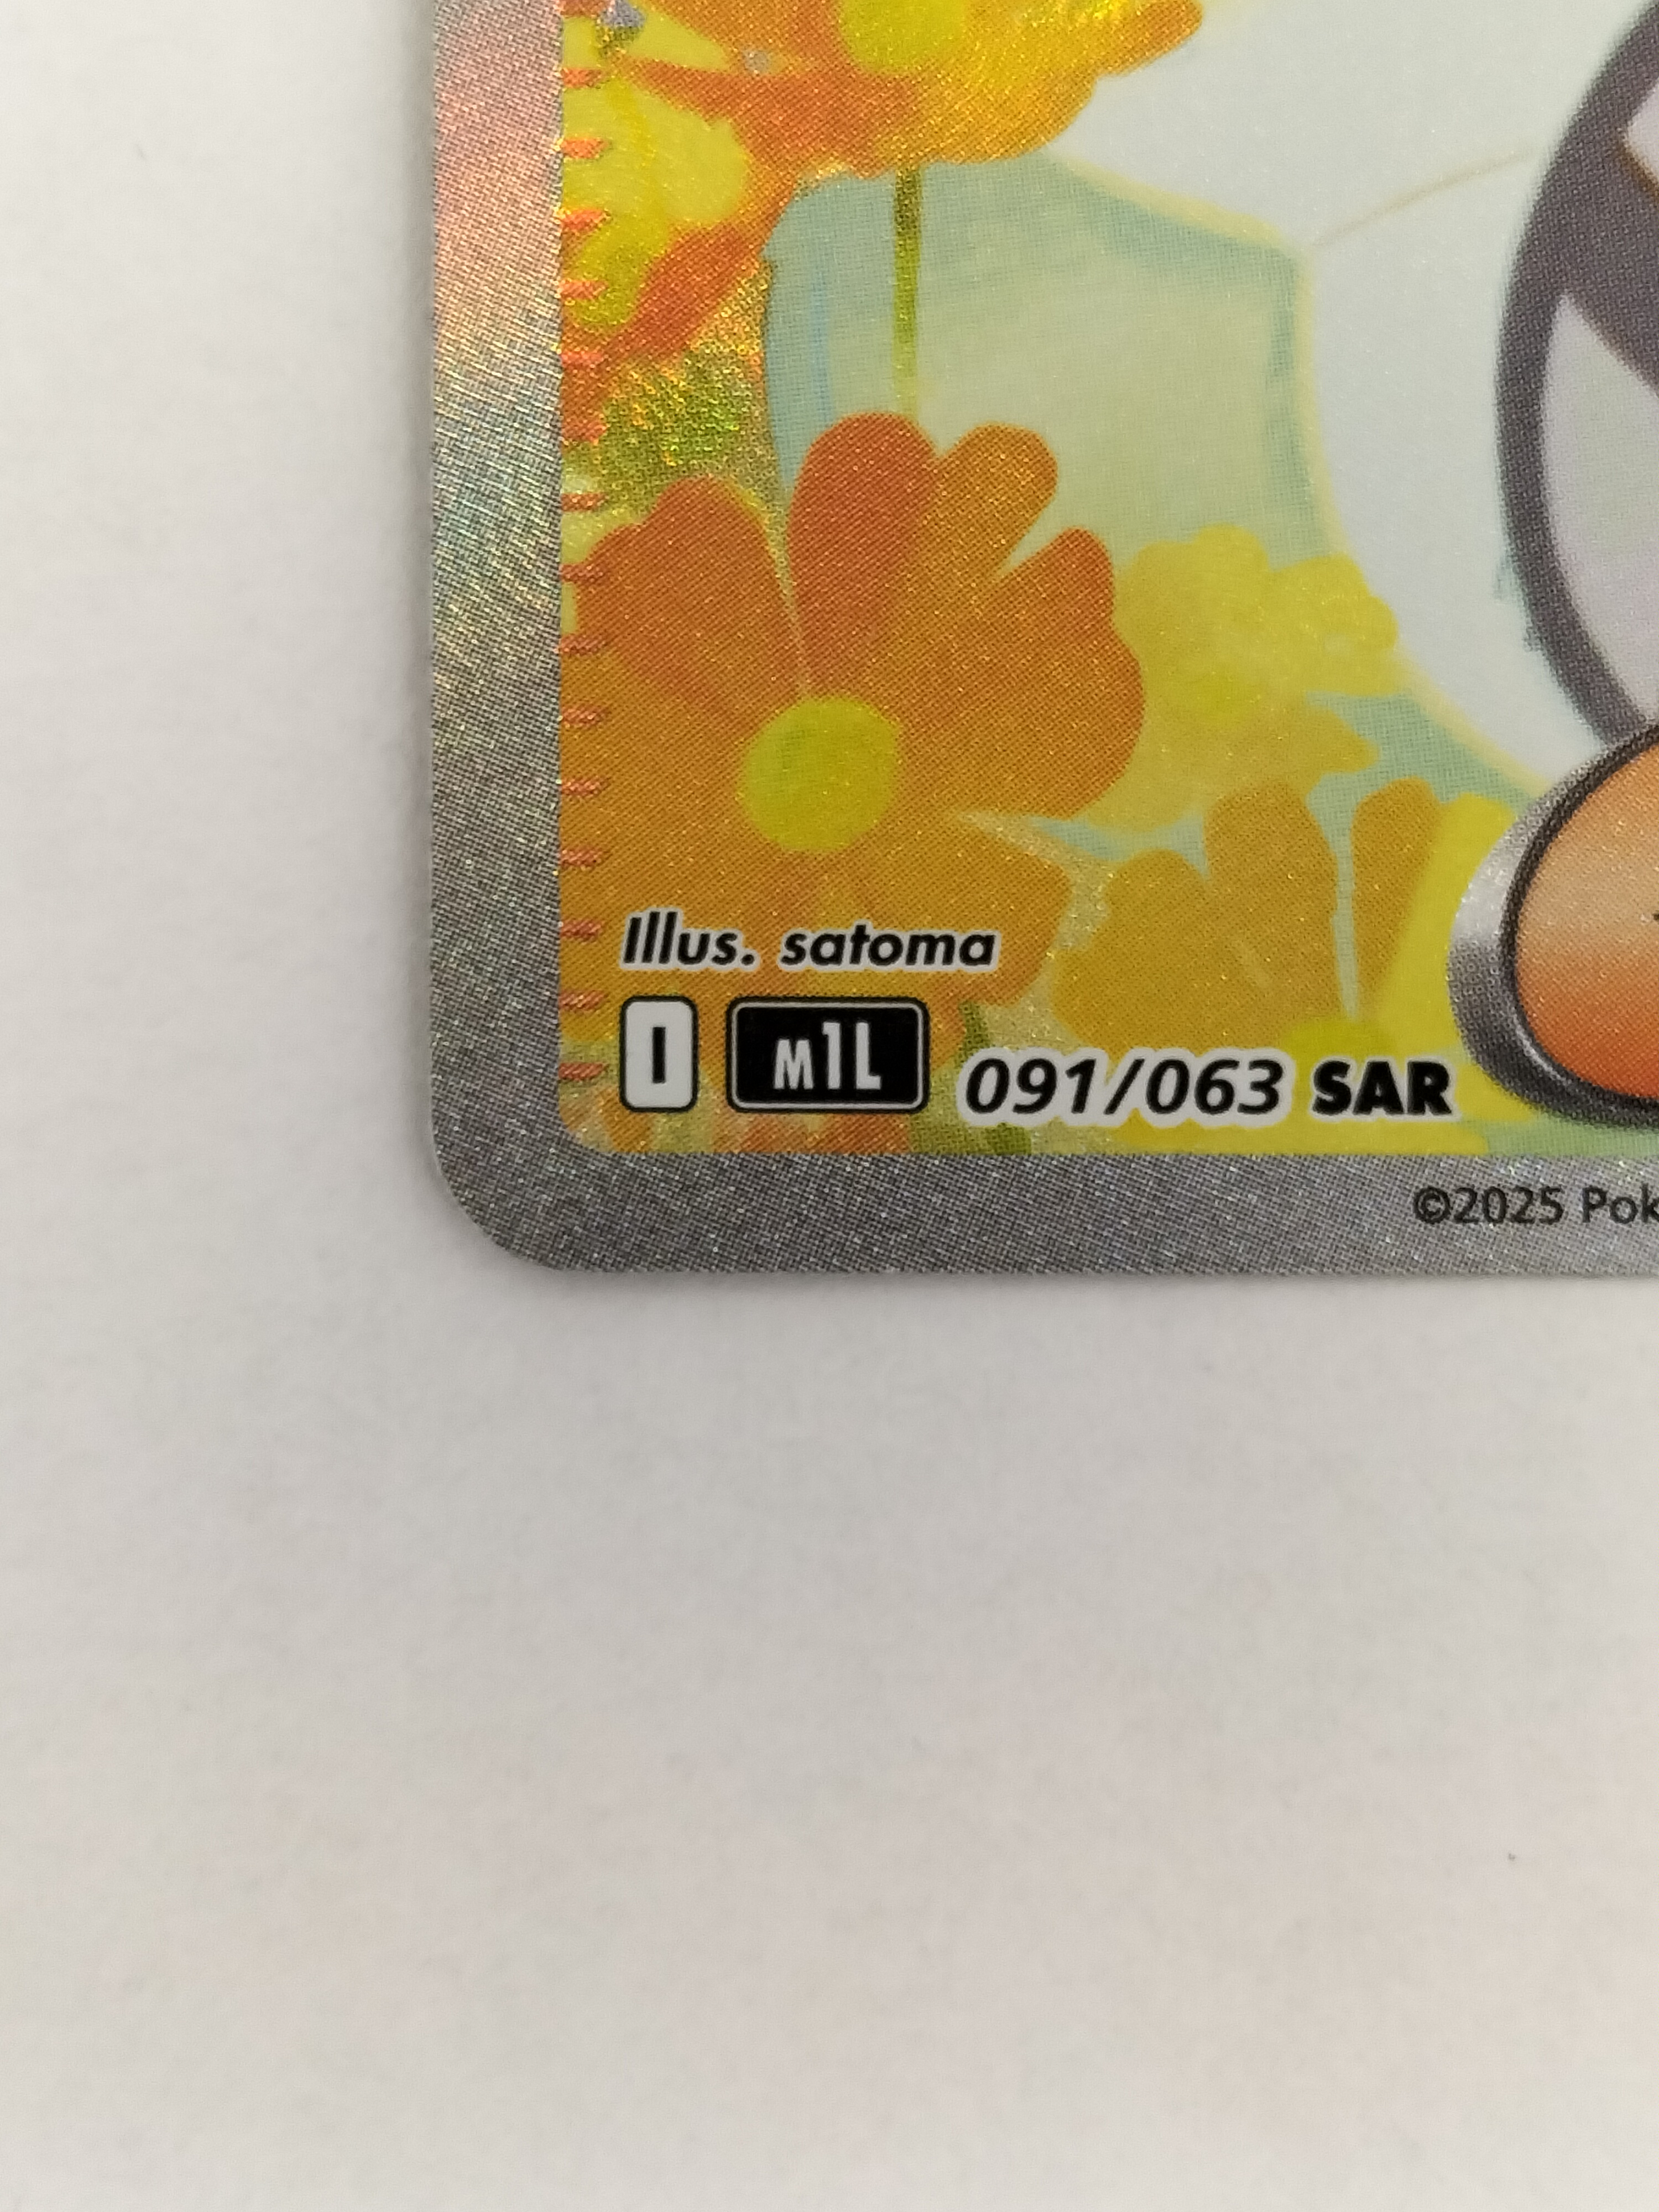 Illus. satoma
I M1L 091/063 SAR
©2025 Pok